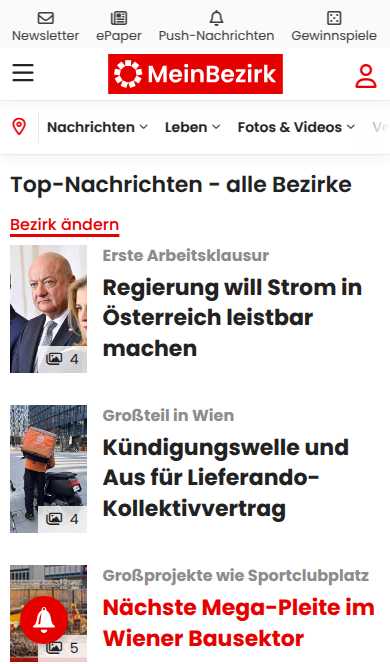 Newsletter ePaper Push-Nachrichten Gewinnspiele
MeinBezirk
Nachrichten Leben Fotos & Videos
Top-Nachrichten - alle Bezirke
Bezirk ändern
Erste Arbeitsklausur
Regierung will Strom in
Österreich leistbar
machen
4
Großteil in Wien
Kündigungswelle und
Aus für Lieferando-
Kollektivvertrag
4
Großprojekte wie Sportclubplatz
Nächste Mega-Pleite im
Wiener Bausektor
5